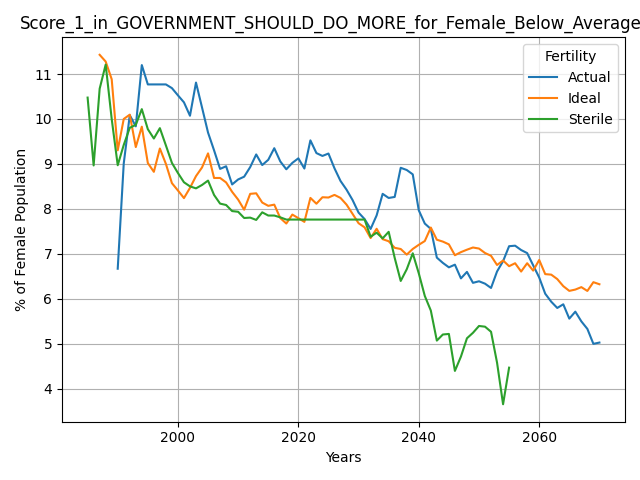 Score_1_in_GOVERNMENT_SHOULD_DO_MORE_for_Female_Below_Average
Fertility
Actual
Ideal
Sterile
% of Female Population
11
10
9
8
7
6
5
4
2000 2020 2040 2060
Years